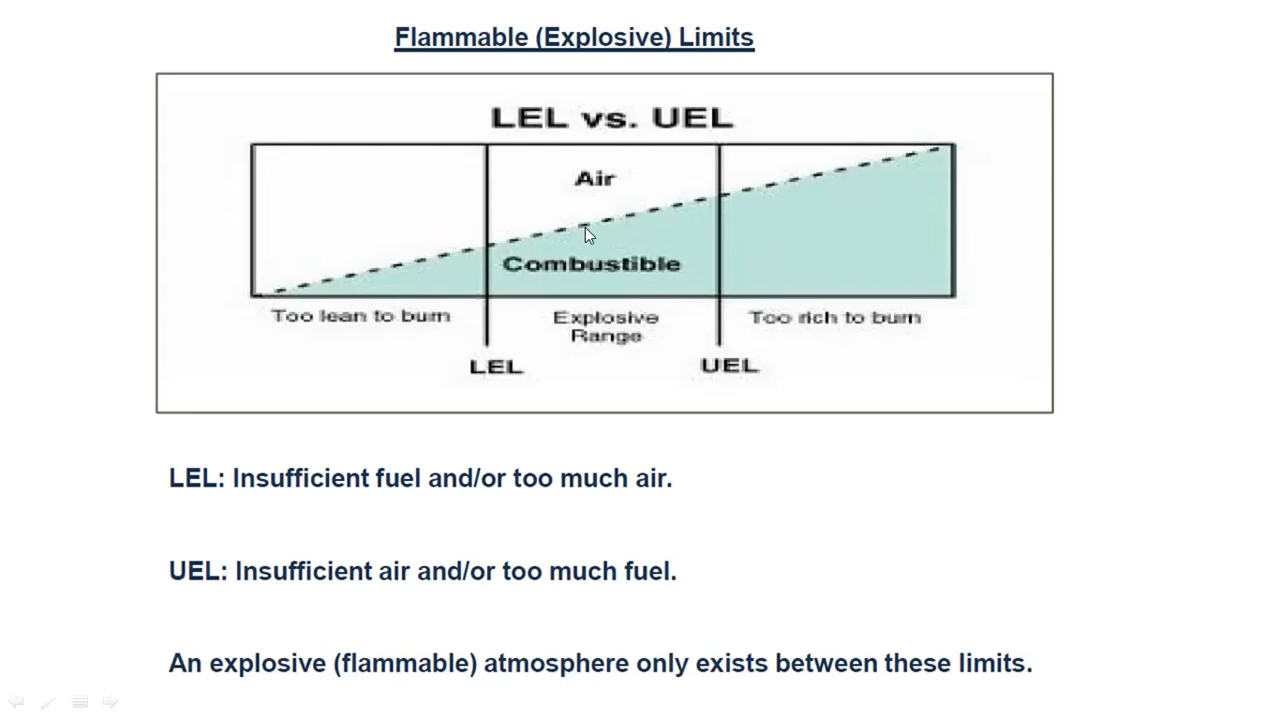 Flammable (Explosive) Limits
LEL vs. UEL
Air
Combustible
Too lean to burn
Explosive
Range
Too rich to burn
LEL
UEL
LEL: Insufficient fuel and/or too much air.
UEL: Insufficient air and/or too much fuel.
An explosive (flammable) atmosphere only exists between these limits.